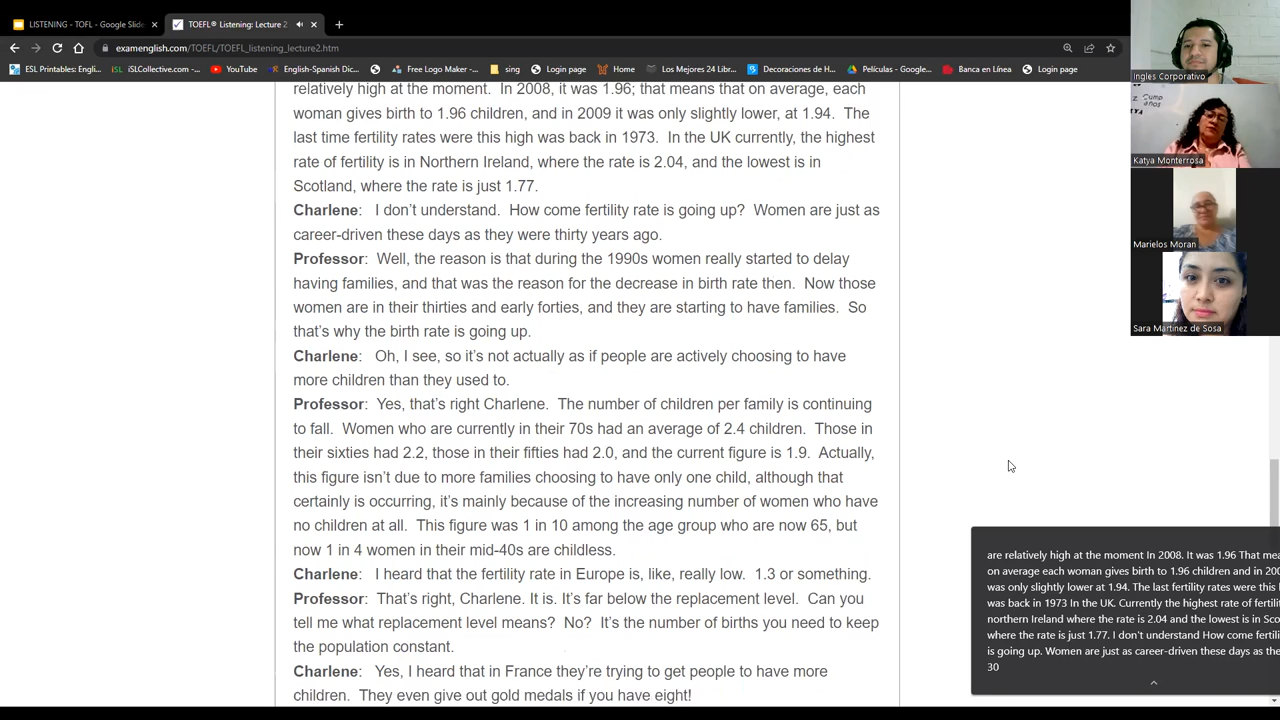 LISTENING - TOFL - Google Slide
TOEFL® Listening: Lecture 2
examenglish.com/TOEFL/TOEFL_listening_lecture2.htm
ESL Printables: Engli...
iSLCollective.com -...
YouTube
English-Spanish Dic...
Free Logo Maker -...
sing
Login page
Home
Los Mejores 24 Libr...
Decoraciones de H...
Películas - Google...
Banca en Línea
Login page
relatively high at the moment. In 2008, it was 1.96; that means that on average, each
woman gives birth to 1.96 children, and in 2009 it was only slightly lower, at 1.94. The
last time fertility rates were this high was back in 1973. In the UK currently, the highest
rate of fertility is in Northern Ireland, where the rate is 2.04, and the lowest is in
Scotland, where the rate is just 1.77.
Charlene: I don't understand. How come fertility rate is going up? Women are just as
career-driven these days as they were thirty years ago.
Professor: Well, the reason is that during the 1990s women really started to delay
having families, and that was the reason for the decrease in birth rate then. Now those
women are in their thirties and early forties, and they are starting to have families. So
that's why the birth rate is going up.
Charlene: Oh, I see, so it's not actually as if people are actively choosing to have
more children than they used to.
Professor: Yes, that's right Charlene. The number of children per family is continuing
to fall. Women who are currently in their 70s had an average of 2.4 children. Those in
their sixties had 2.2, those in their fifties had 2.0, and the current figure is 1.9. Actually,
this figure isn't due to more families choosing to have only one child, although that
certainly is occurring, it's mainly because of the increasing number of women who have
no children at all. This figure was 1 in 10 among the age group who are now 65, but
now 1 in 4 women in their mid-40s are childless.
Charlene: I heard that the fertility rate in Europe is, like, really low. 1.3 or something.
Professor: That's right, Charlene. It is. It's far below the replacement level. Can you
tell me what replacement level means? No? It's the number of births you need to keep
the population constant.
Charlene: Yes, I heard that in France they're trying to get people to have more
children. They even give out gold medals if you have eight!
Ingles Corporativo
Cump
años
Katya Monterrosa
Marielos Moran
Sara Martinez de Sosa
are relatively high at the moment In 2008. It was 1.96 That mea
on average each woman gives birth to 1.96 children and in 200
was only slightly lower at 1.94. The last fertility rates were this
was back in 1973 In the UK. Currently the highest rate of fertili
northern Ireland where the rate is 2.04 and the lowest is in Sco
where the rate is just 1.77. I don't understand How come fertili
is going up. Women are just as career-driven these days as the
30